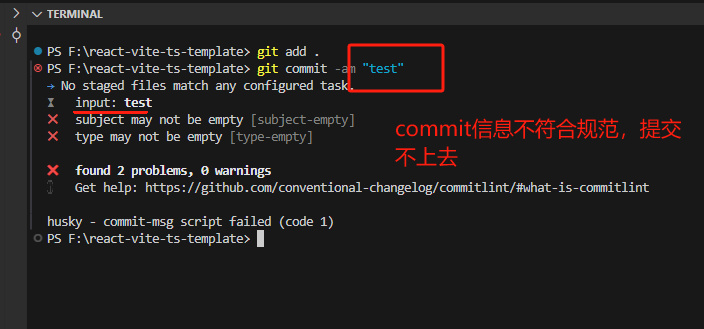 TERMINAL
PS F:\react-vite-ts-template> git add .
PS F:\react-vite-ts-template> git commit -am "test"
→ No staged files match any configured task.
input: test
subject may not be empty [subject-empty]
type may not be empty [type-empty]
found 2 problems, 0 warnings
Get help: https://github.com/conventional-changelog/commitlint/#what-is-commitlint
husky - commit-msg script failed (code 1)
PS F:\react-vite-ts-template>
commit信息不符合规范，提交
不上去